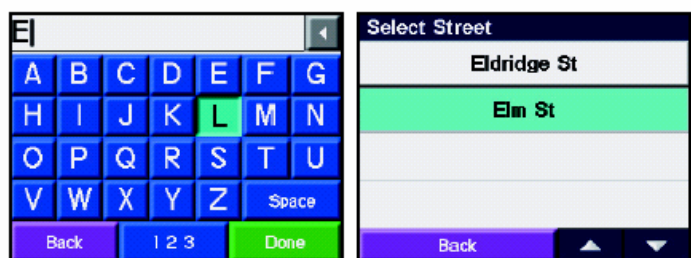 E
A B C D E F G
H I J K L M N
O P Q R S T U
V W X Y Z Space
Back 1 2 3 Done
Select Street
Eldridge St
Elm St
Back